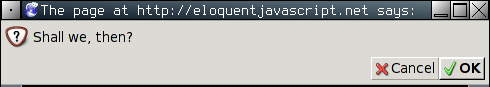 The page at http://eloquentjavascript.net says:
Shall we, then?
Cancel
OK